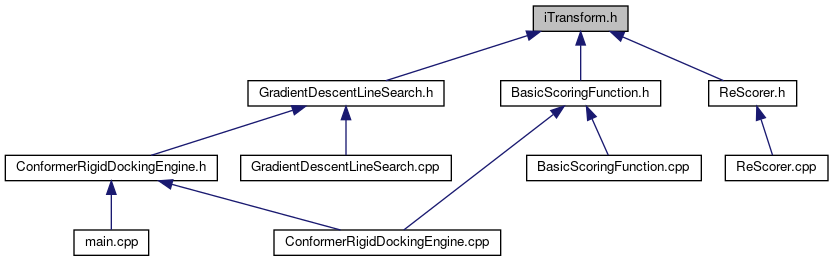 iTransform.h
GradientDescentLineSearch.h
BasicScoringFunction.h
ReScorer.h
ConformerRigidDockingEngine.h
GradientDescentLineSearch.cpp
BasicScoringFunction.cpp
ReScorer.cpp
main.cpp
ConformerRigidDockingEngine.cpp